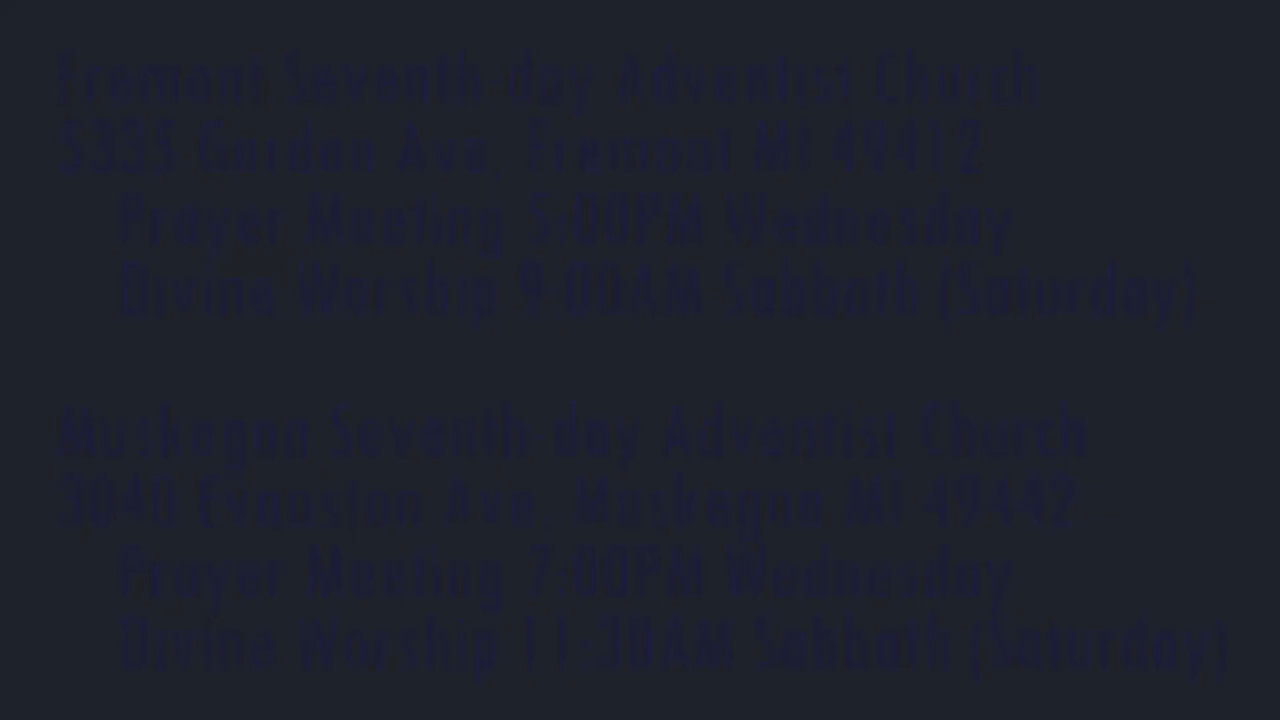 Fremont Seventh-day Adventist Church
5335 Garden Ave, Fremont MI 49412
Prayer Meeting 5:00PM Wednesday
Divine Worship 9:00AM Sabbath (Saturday)
Muskegon Seventh-day Adventist Church
Evanston Ave, Muskegon MI 49442
Prayer Meeting 7:00PM Wednesday
Divine Worship 11:30AM Sabbath (Saturday)